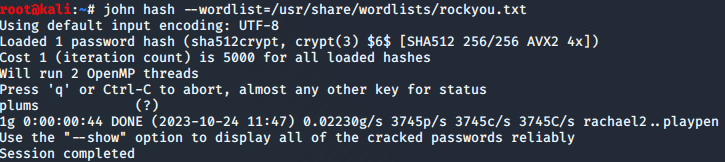 root@kali:~# john hash --wordlist=/usr/share/wordlists/rockyou.txt
Using default input encoding: UTF-8
Loaded 1 password hash (sha512crypt, crypt(3) $6$ [SHA512 256/256 AVX2 4x])
Cost 1 (iteration count) is 5000 for all loaded hashes
Will run 2 OpenMP threads
Press 'q' or Ctrl-C to abort, almost any other key for status
plums            (?)
1g 0:00:00:44 DONE (2023-10-24 11:47) 0.02230g/s 3745p/s 3745c/s 3745C/s rachael2..playpen
Use the "--show" option to display all of the cracked passwords reliably
Session completed